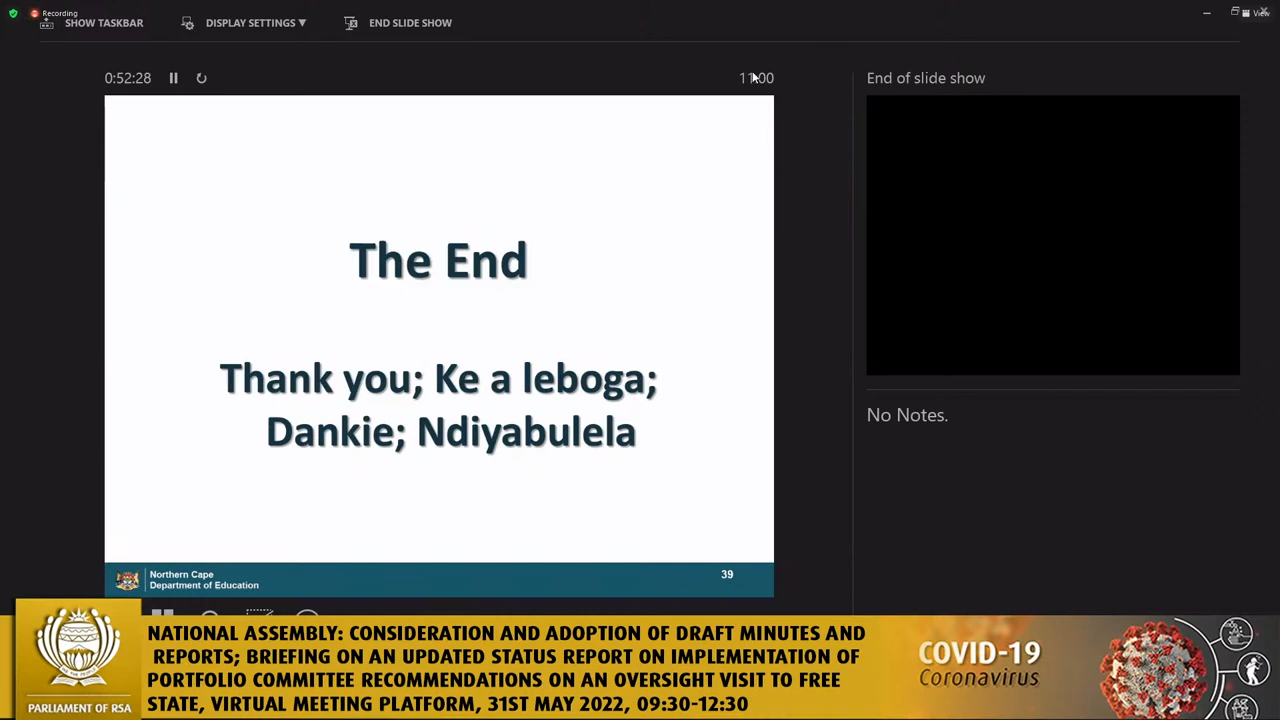 Recording
View
SHOW TASKBAR
DISPLAY SETTINGS ▼
END SLIDE SHOW
0:52:28
11:00
End of slide show
The End
Thank you; Ke a leboga;
Dankie; Ndiyabulela
No Notes.
Northern Cape
Department of Education
39
NATIONAL ASSEMBLY: CONSIDERATION AND ADOPTION OF DRAFT MINUTES AND
REPORTS; BRIEFING ON AN UPDATED STATUS REPORT ON IMPLEMENTATION OF
PORTFOLIO COMMITTEE RECOMMENDATIONS ON AN OVERSIGHT VISIT TO FREE
STATE, VIRTUAL MEETING PLATFORM, 31ST MAY 2022, 09:30-12:30
PARLIAMENT OF RSA
COVID-19
Coronavirus